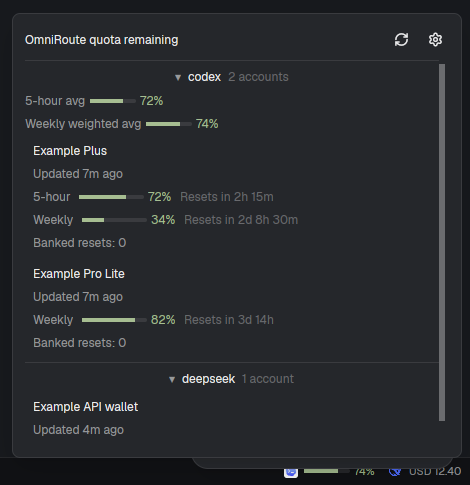 OmniRoute quota remaining
▼ codex 2 accounts
5-hour avg 72%
Weekly weighted avg 74%
Example Plus
Updated 7m ago
5-hour 72% Resets in 2h 15m
Weekly 34% Resets in 2d 8h 30m
Banked resets: 0
Example Pro Lite
Updated 7m ago
Weekly 82% Resets in 3d 14h
Banked resets: 0
▼ deepseek 1 account
Example API wallet
Updated 4m ago
74% USD 12.40